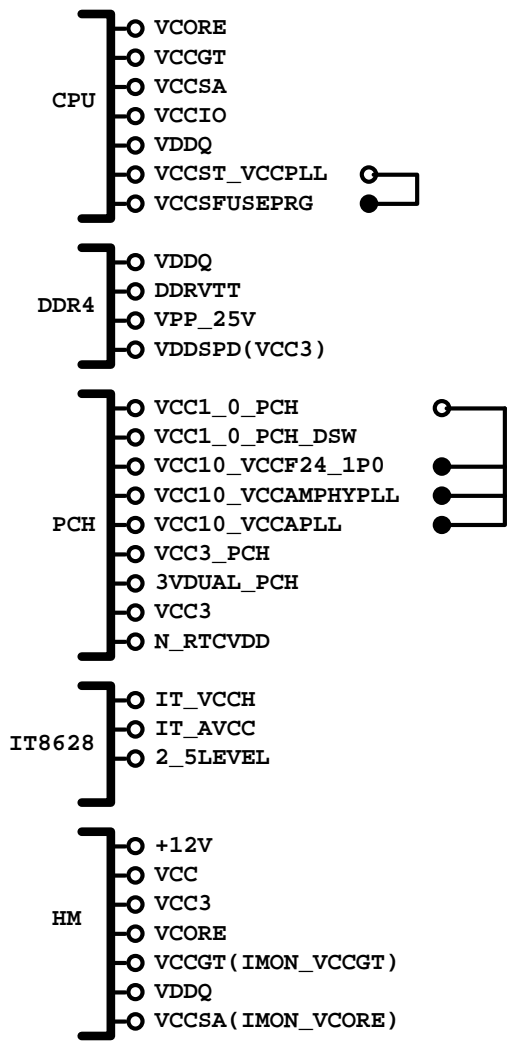 VCORE
VCCGT
VCCSA
CPU
VCCIO
VDDQ
VCCST_VCCPLL
VCCSFUSEPRG
VDDQ
DDRVTT
DDR4
VPP_25V
VDDSPD(VCC3)
VCC1_0_PCH
VCC1_0_PCH_DSW
VCC10_VCCF24_1P0
VCC10_VCCAMPHYPLL
PCH
VCC10_VCCAPLL
VCC3_PCH
3VDUAL_PCH
VCC3
N_RTCVDD
IT_VCCH
IT_AVCC
IT8628
2_5LEVEL
+12V
VCC
VCC3
HM
VCORE
VCCGT(IMON_VCCGT)
VDDQ
VCCSA(IMON_VCORE)